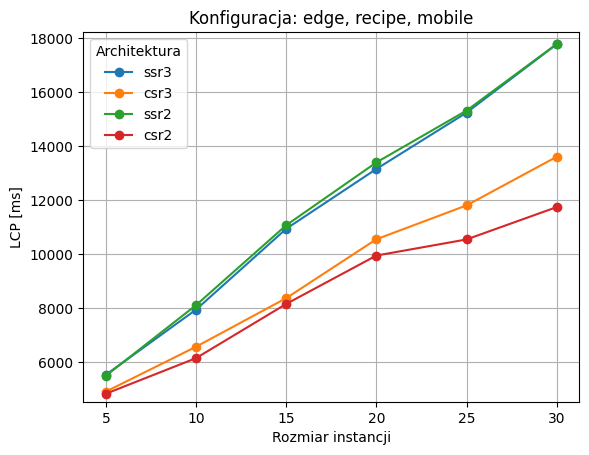 Konfiguracja: edge, recipe, mobile
Architektura
ssr3
csr3
ssr2
csr2
LCP [ms]
18000
16000
14000
12000
10000
8000
6000
5
10
15
20
25
30
Rozmiar instancji